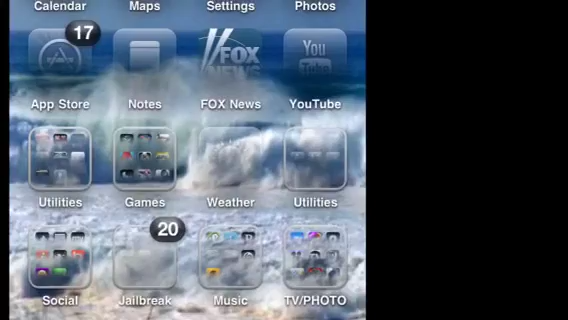 Calendar Maps Settings Photos
17
FOX
NEWS
You
Tube
App Store Notes FOX News YouTube
Utilities Games Weather Utilities
20
Social Jailbreak Music TV/PHOTO